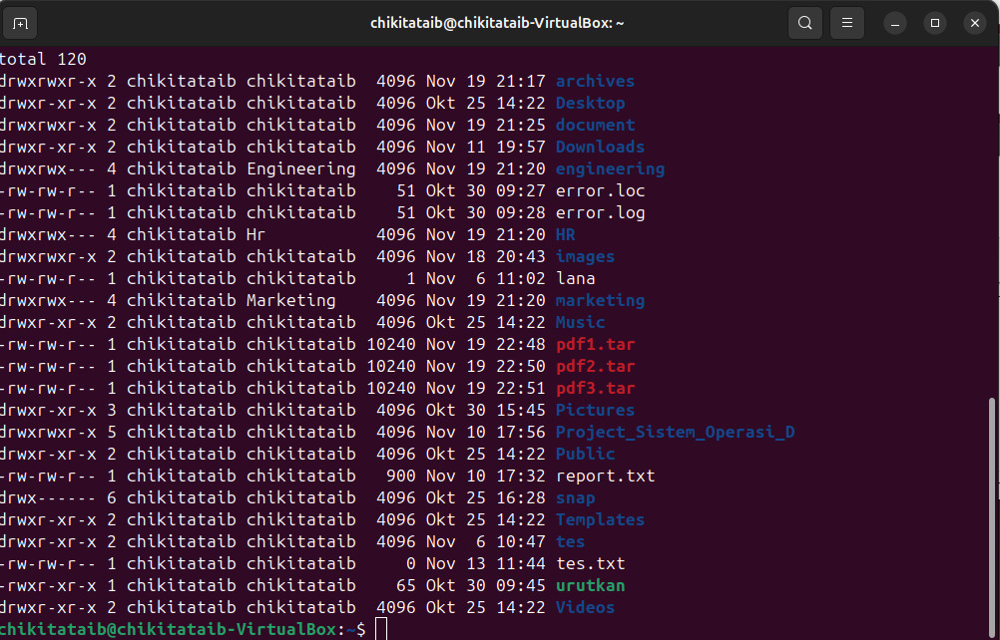 chikitataib@chikitataib-VirtualBox: ~
total 120
drwxrwxr-x 2 chikitataib chikitataib  4096 Nov 19 21:17 archives
drwxr-xr-x 2 chikitataib chikitataib  4096 Okt 25 14:22 Desktop
drwxrwxr-x 2 chikitataib chikitataib  4096 Nov 19 21:25 document
drwxr-xr-x 2 chikitataib chikitataib  4096 Nov 11 19:57 Downloads
drwxrwx--- 4 chikitataib Engineering  4096 Nov 19 21:20 engineering
-rw-rw-r-- 1 chikitataib chikitataib    51 Okt 30 09:27 error.loc
-rw-rw-r-- 1 chikitataib chikitataib    51 Okt 30 09:28 error.log
drwxrwx--- 4 chikitataib Hr           4096 Nov 19 21:20 HR
drwxrwxr-x 2 chikitataib chikitataib  4096 Nov 18 20:43 images
-rw-rw-r-- 1 chikitataib chikitataib     1 Nov  6 11:02 lana
drwxrwx--- 4 chikitataib Marketing    4096 Nov 19 21:20 marketing
drwxr-xr-x 2 chikitataib chikitataib  4096 Okt 25 14:22 Music
-rw-rw-r-- 1 chikitataib chikitataib 10240 Nov 19 22:48 pdf1.tar
-rw-rw-r-- 1 chikitataib chikitataib 10240 Nov 19 22:50 pdf2.tar
-rw-rw-r-- 1 chikitataib chikitataib 10240 Nov 19 22:51 pdf3.tar
drwxr-xr-x 3 chikitataib chikitataib  4096 Okt 30 15:45 Pictures
drwxrwxr-x 5 chikitataib chikitataib  4096 Nov 10 17:56 Project_Sistem_Operasi_D
drwxr-xr-x 2 chikitataib chikitataib  4096 Okt 25 14:22 Public
-rw-rw-r-- 1 chikitataib chikitataib   900 Nov 10 17:32 report.txt
drwx------ 6 chikitataib chikitataib  4096 Okt 25 16:28 snap
drwxr-xr-x 2 chikitataib chikitataib  4096 Okt 25 14:22 Templates
drwxr-xr-x 2 chikitataib chikitataib  4096 Nov  6 10:47 tes
-rw-rw-r-- 1 chikitataib chikitataib     0 Nov 13 11:44 tes.txt
-rwxr-xr-x 1 chikitataib chikitataib    65 Okt 30 09:45 urutkan
drwxr-xr-x 2 chikitataib chikitataib  4096 Okt 25 14:22 Videos
chikitataib@chikitataib-VirtualBox:~$